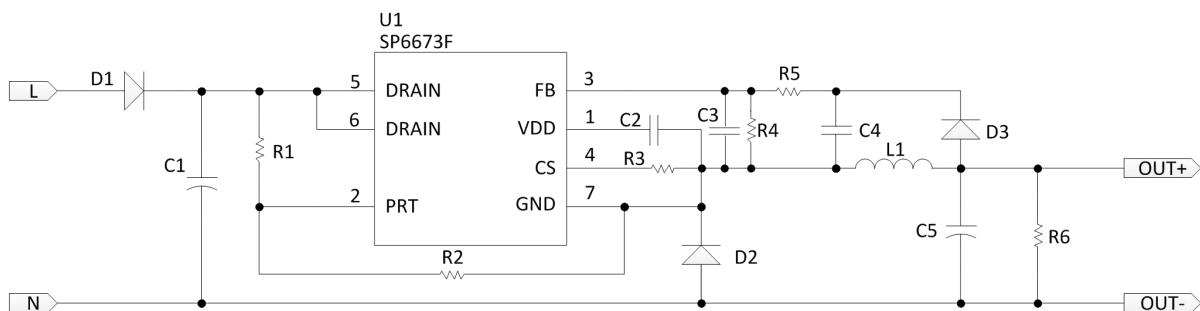 U1
SP6673F
D1
L
5
DRAIN
FB
3
R5
6
DRAIN
VDD
1
C2
C3
R4
C4
D3
R1
4
CS
R3
L1
C1
OUT+
2
PRT
GND
7
C5
R6
R2
D2
N
OUT-